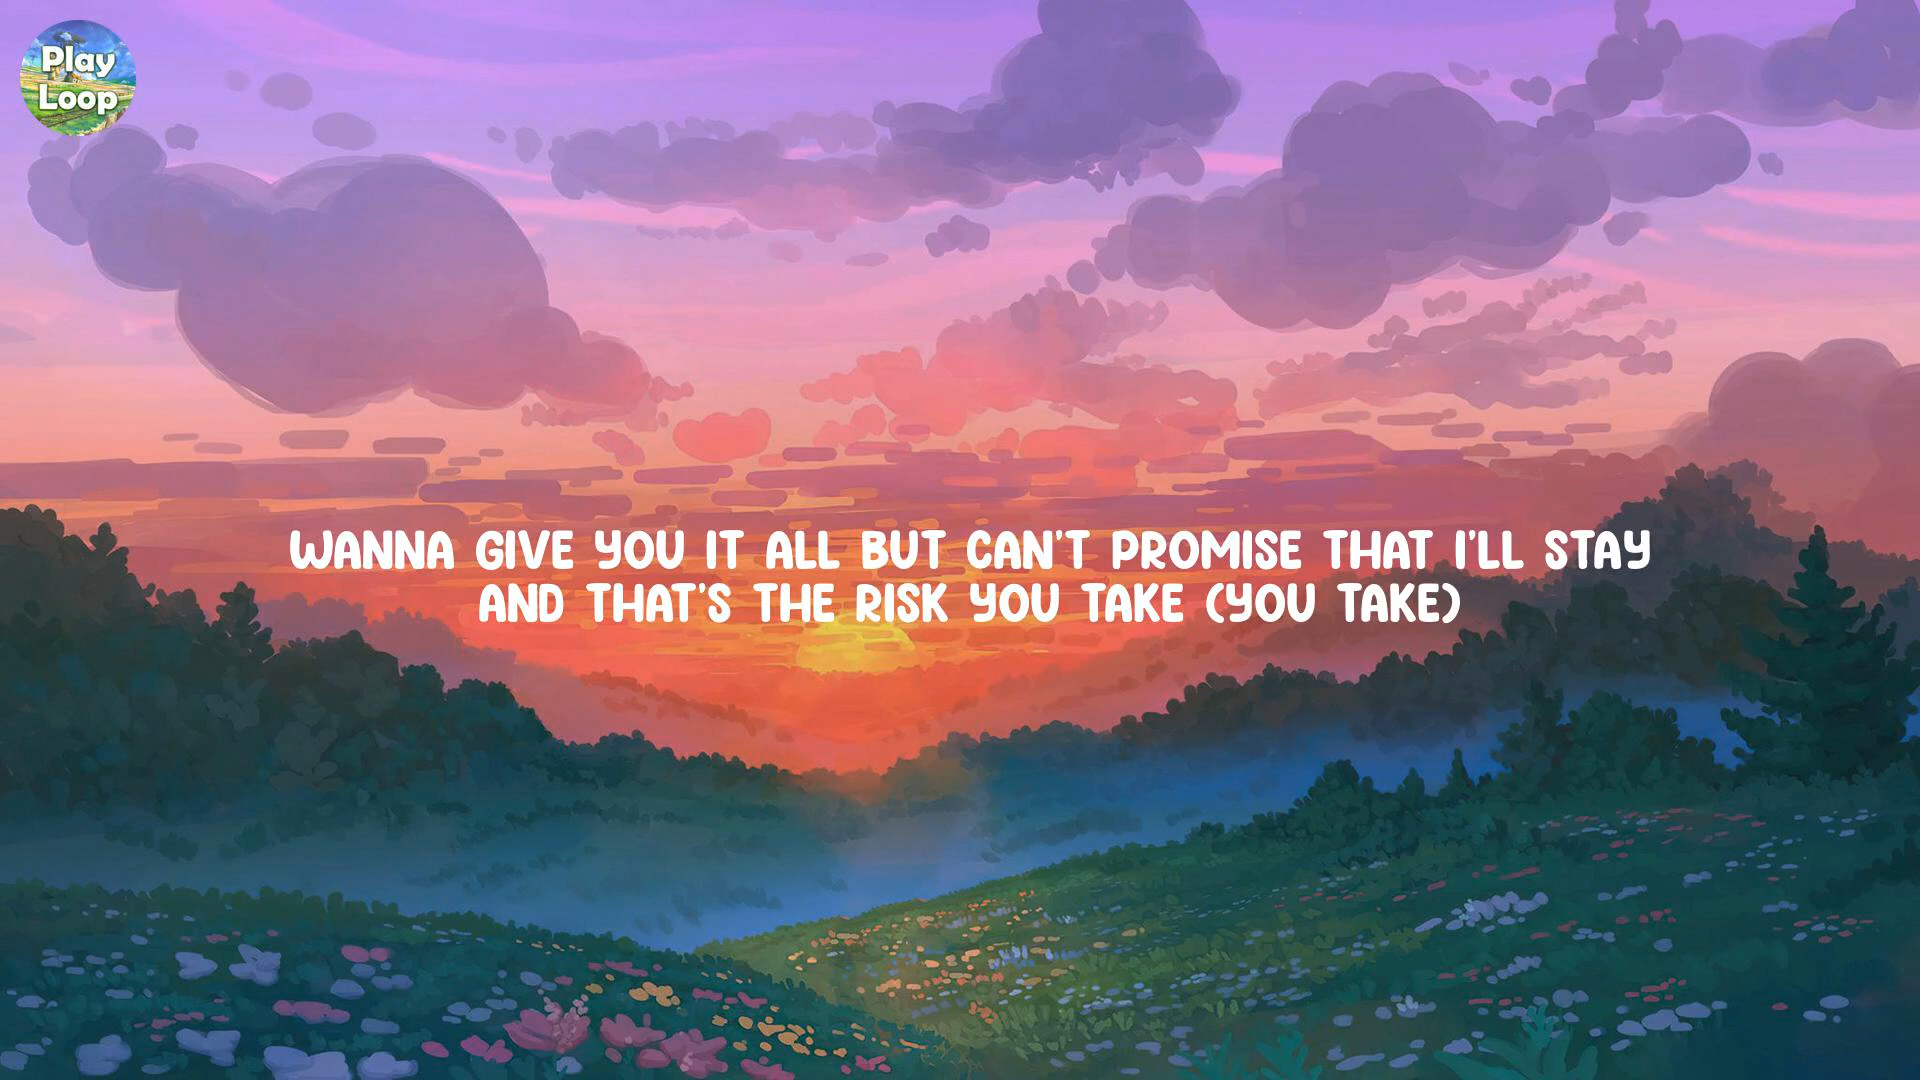 Play
Loop
WANNA GIVE YOU IT ALL BUT CAN'T PROMISE THAT I'LL STAY
AND THAT'S THE RISK YOU TAKE (YOU TAKE)